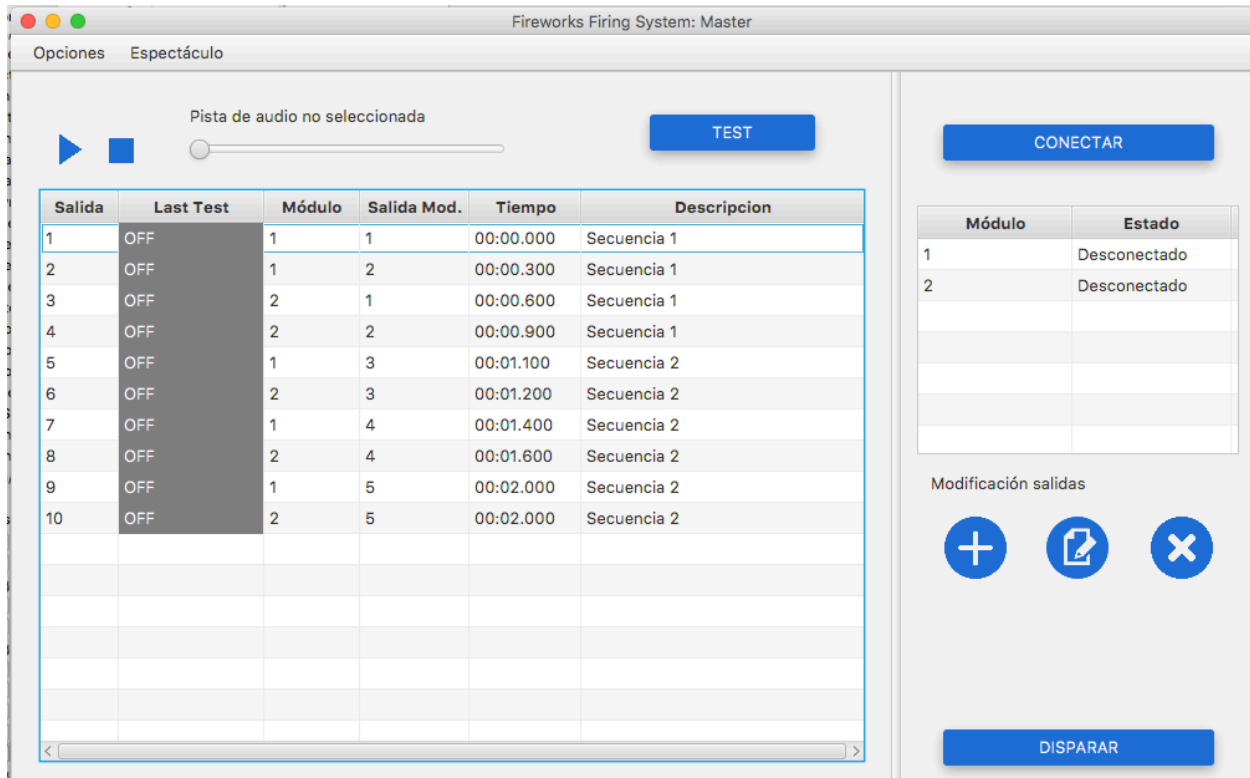 Fireworks Firing System: Master
Opciones Espectáculo
Pista de audio no seleccionada
TEST
Salida Last Test Módulo Salida Mod. Tiempo Descripcion
1 OFF 1 1 00:00.000 Secuencia 1
2 OFF 1 2 00:00.300 Secuencia 1
3 OFF 2 1 00:00.600 Secuencia 1
4 OFF 2 2 00:00.900 Secuencia 1
5 OFF 1 3 00:01.100 Secuencia 2
6 OFF 2 3 00:01.200 Secuencia 2
7 OFF 1 4 00:01.400 Secuencia 2
8 OFF 2 4 00:01.600 Secuencia 2
9 OFF 1 5 00:02.000 Secuencia 2
10 OFF 2 5 00:02.000 Secuencia 2
CONECTAR
Módulo Estado
1 Desconectado
2 Desconectado
Modificación salidas
DISPARAR